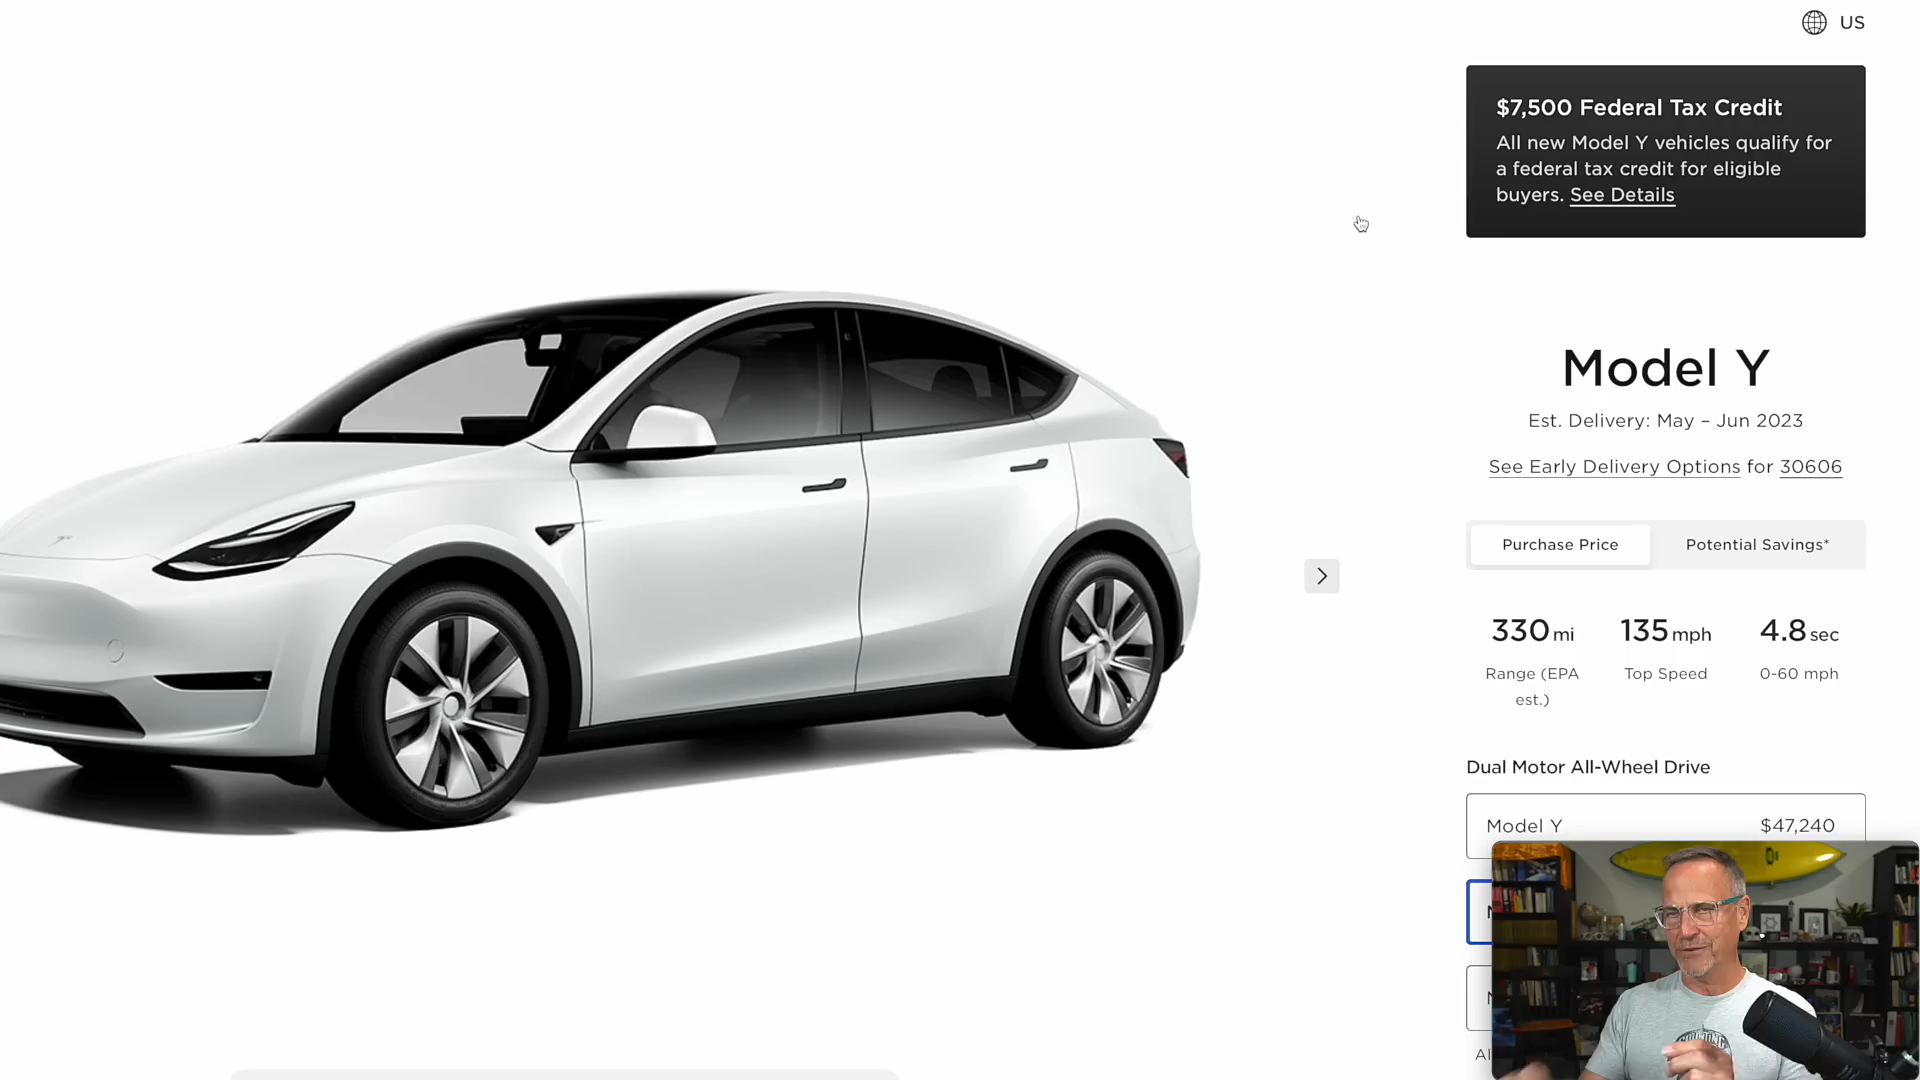 US
$7,500 Federal Tax Credit
All new Model Y vehicles qualify for
a federal tax credit for eligible
buyers. See Details
Model Y
Est. Delivery: May – Jun 2023
See Early Delivery Options for 30606
Purchase Price
Potential Savings*
330 mi
135 mph
4.8 sec
Range (EPA
est.)
Top Speed
0-60 mph
Dual Motor All-Wheel Drive
Model Y
$47,240